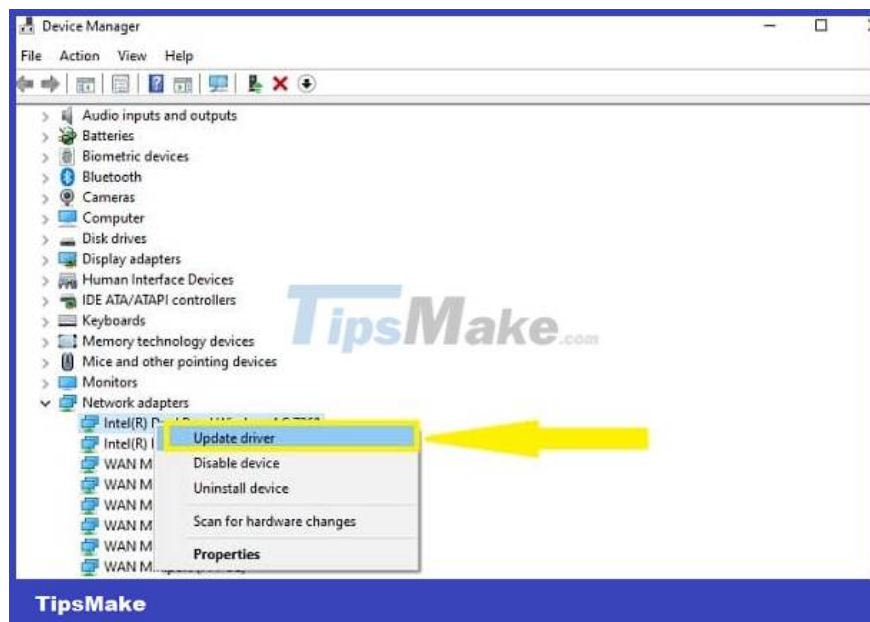 Device Manager
File Action View Help
Audio inputs and outputs
Batteries
Biometric devices
Bluetooth
Cameras
Computer
Disk drives
Display adapters
Human Interface Devices
IDE ATA/ATAPI controllers
Keyboards
Memory technology devices
Mice and other pointing devices
Monitors
Network adapters
Intel(R)
Update driver
Intel(R)
WAN M
Disable device
WAN M
Uninstall device
WAN M
WAN M
Scan for hardware changes
WAN M
Properties
WAN M
TipsMake.com
TipsMake